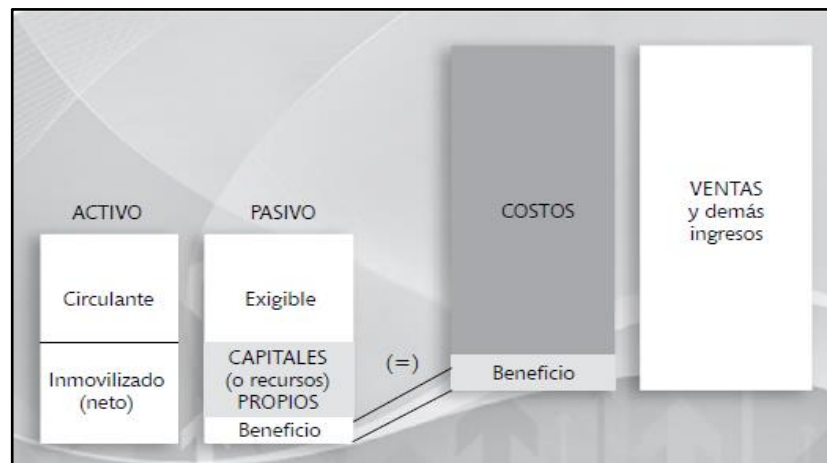 ACTIVO
PASIVO
Circulante
Inmovilizado
(neto)
Exigible
CAPITALES
(o recursos)
PROPIOS
Beneficio
(=)
COSTOS
Beneficio
VENTAS
y demás
ingresos